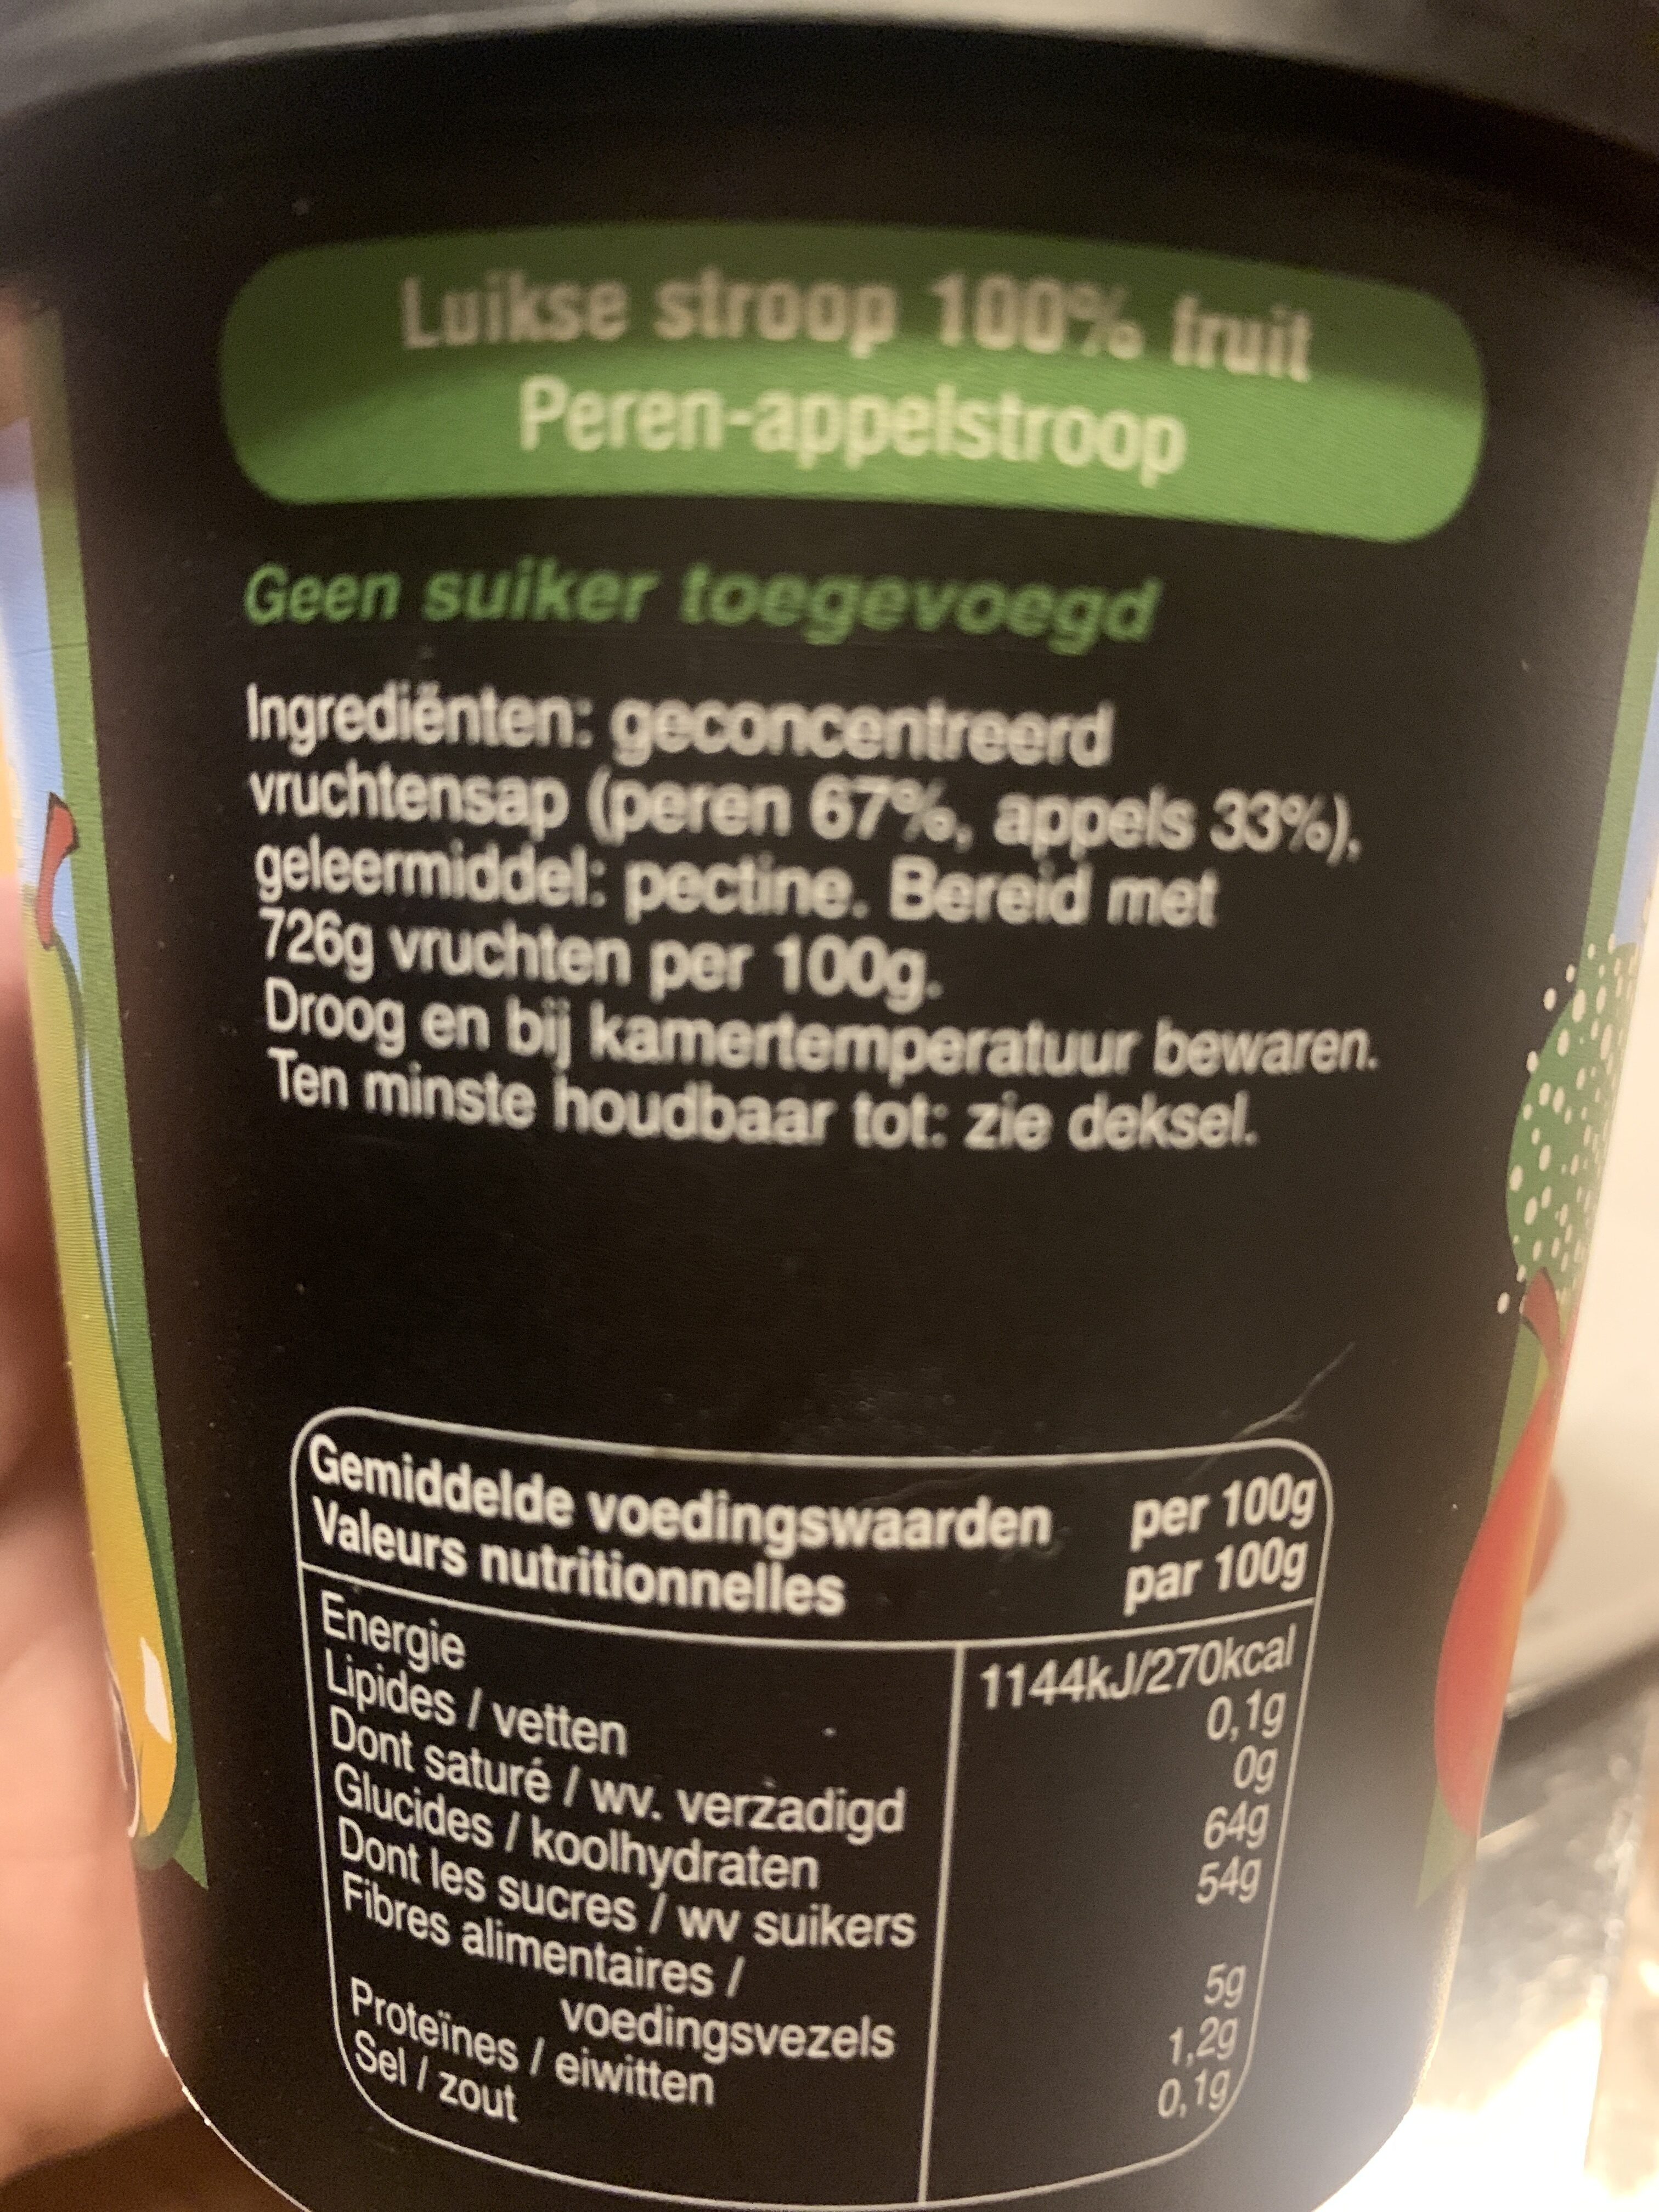 Luikse stroop 100% fruit
Peren-appelstroop
Geen suiker toegevoegd
Ingrediënten: geconcentreerd
vruchtensap (peren 67%, appels 33%),
geleermiddel: pectine. Bereid met
726g vruchten per 100g.
Droog en bij kamertemperatuur bewaren.
Ten minste houdbaar tot: zie deksel.
Gemiddelde voedingswaarden per 100g
Valeurs nutritionnelles par 100g
Energie 1144kJ/270kcal
Lipides / vetten 0,1g
Dont saturé / wv. verzadigd 0g
Glucides / koolhydraten 64g
Dont les sucres / wv suikers 54g
Fibres alimentaires /
voedingsvezels 5g
Proteïnes / eiwitten 1,2g
Sel / zout 0,1g